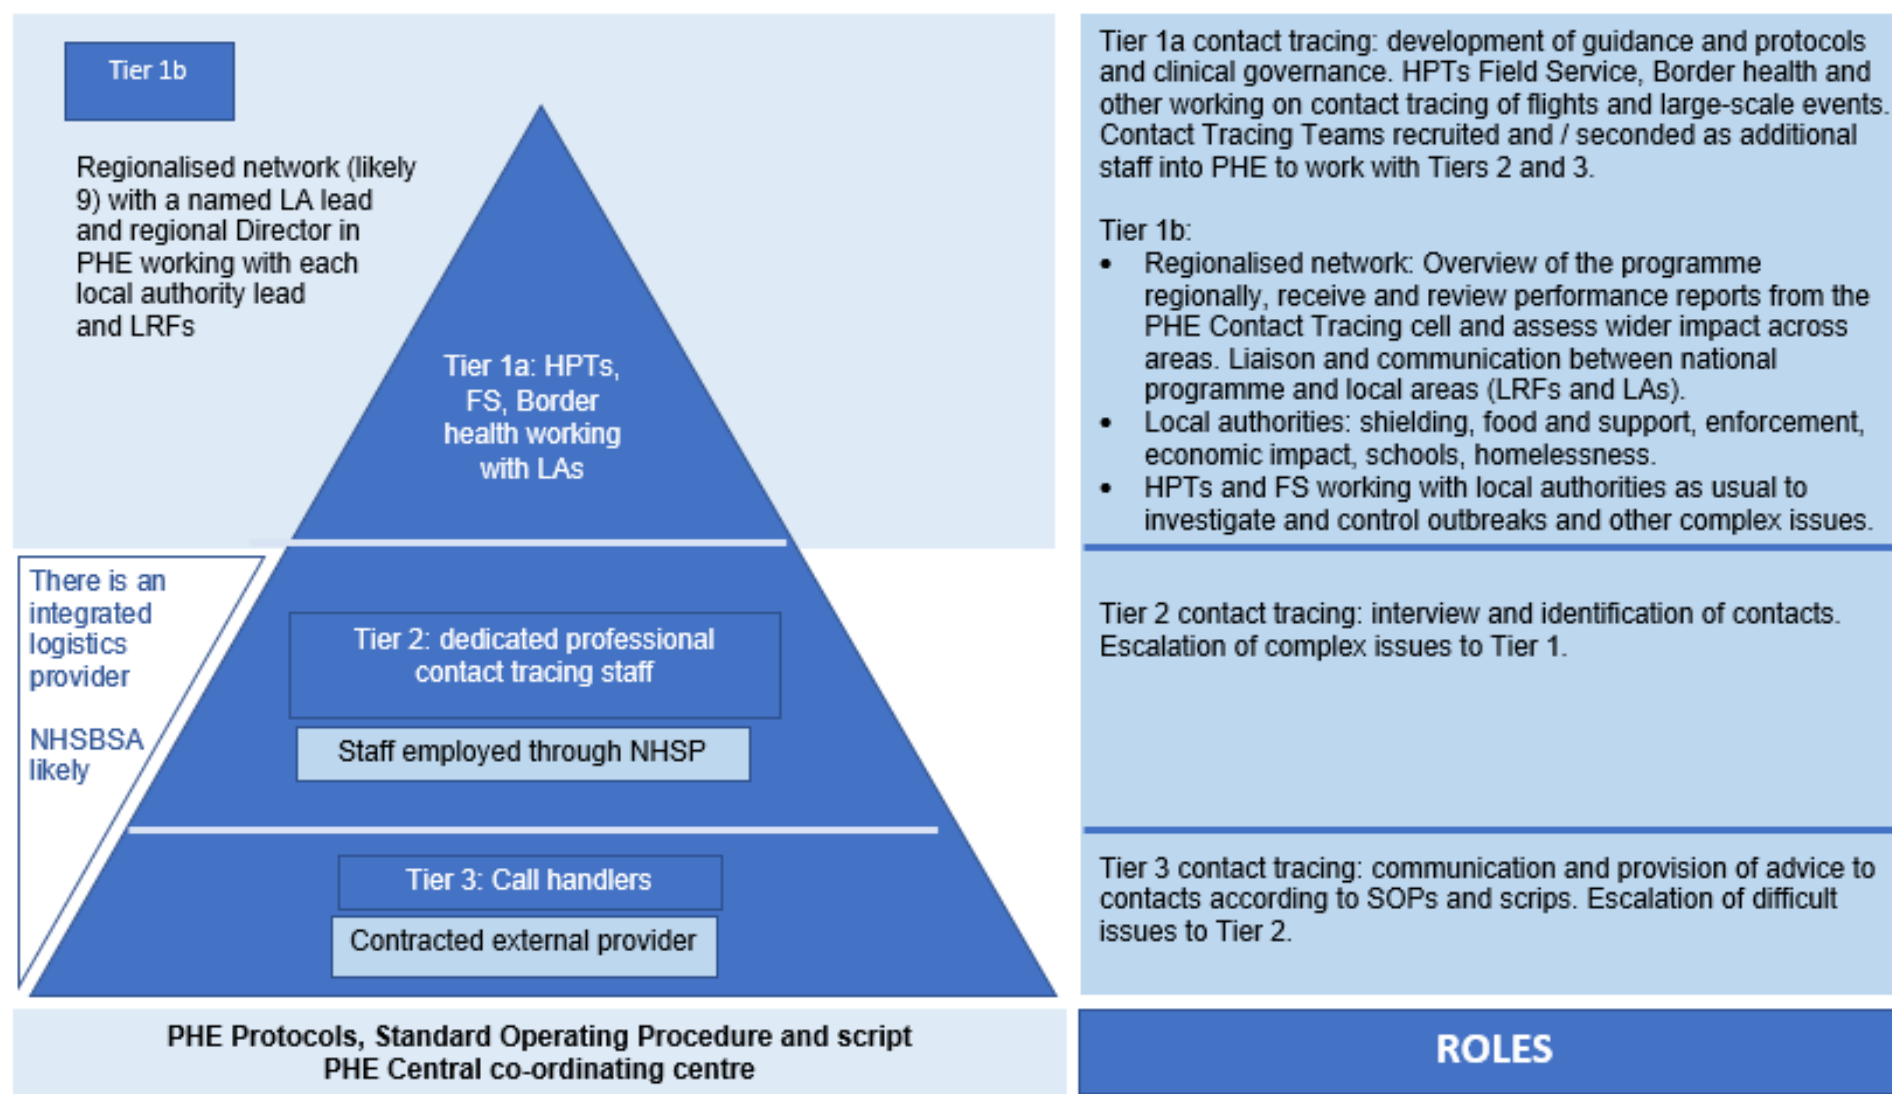 Tier 1b
Regionalised network (likely
9) with a named LA lead
and regional Director in
PHE working with each
local authority lead
and LRFs
Tier 1a: HPTs,
FS, Border
health working
with LAs
There is an
integrated
logistics
provider
NHSBSA
likely
Tier 2: dedicated professional
contact tracing staff
Staff employed through NHSP
Tier 3: Call handlers
Contracted external provider
PHE Protocols, Standard Operating Procedure and script
PHE Central co-ordinating centre
Tier 1a contact tracing: development of guidance and protocols
and clinical governance. HPTs Field Service, Border health and
other working on contact tracing of flights and large-scale events.
Contact Tracing Teams recruited and / seconded as additional
staff into PHE to work with Tiers 2 and 3.
Tier 1b:
• Regionalised network: Overview of the programme
regionally, receive and review performance reports from the
PHE Contact Tracing cell and assess wider impact across
areas. Liaison and communication between national
programme and local areas (LRFs and LAs).
• Local authorities: shielding, food and support, enforcement,
economic impact, schools, homelessness.
• HPTs and FS working with local authorities as usual to
investigate and control outbreaks and other complex issues.
Tier 2 contact tracing: interview and identification of contacts.
Escalation of complex issues to Tier 1.
Tier 3 contact tracing: communication and provision of advice to
contacts according to SOPs and scrips. Escalation of difficult
issues to Tier 2.
ROLES